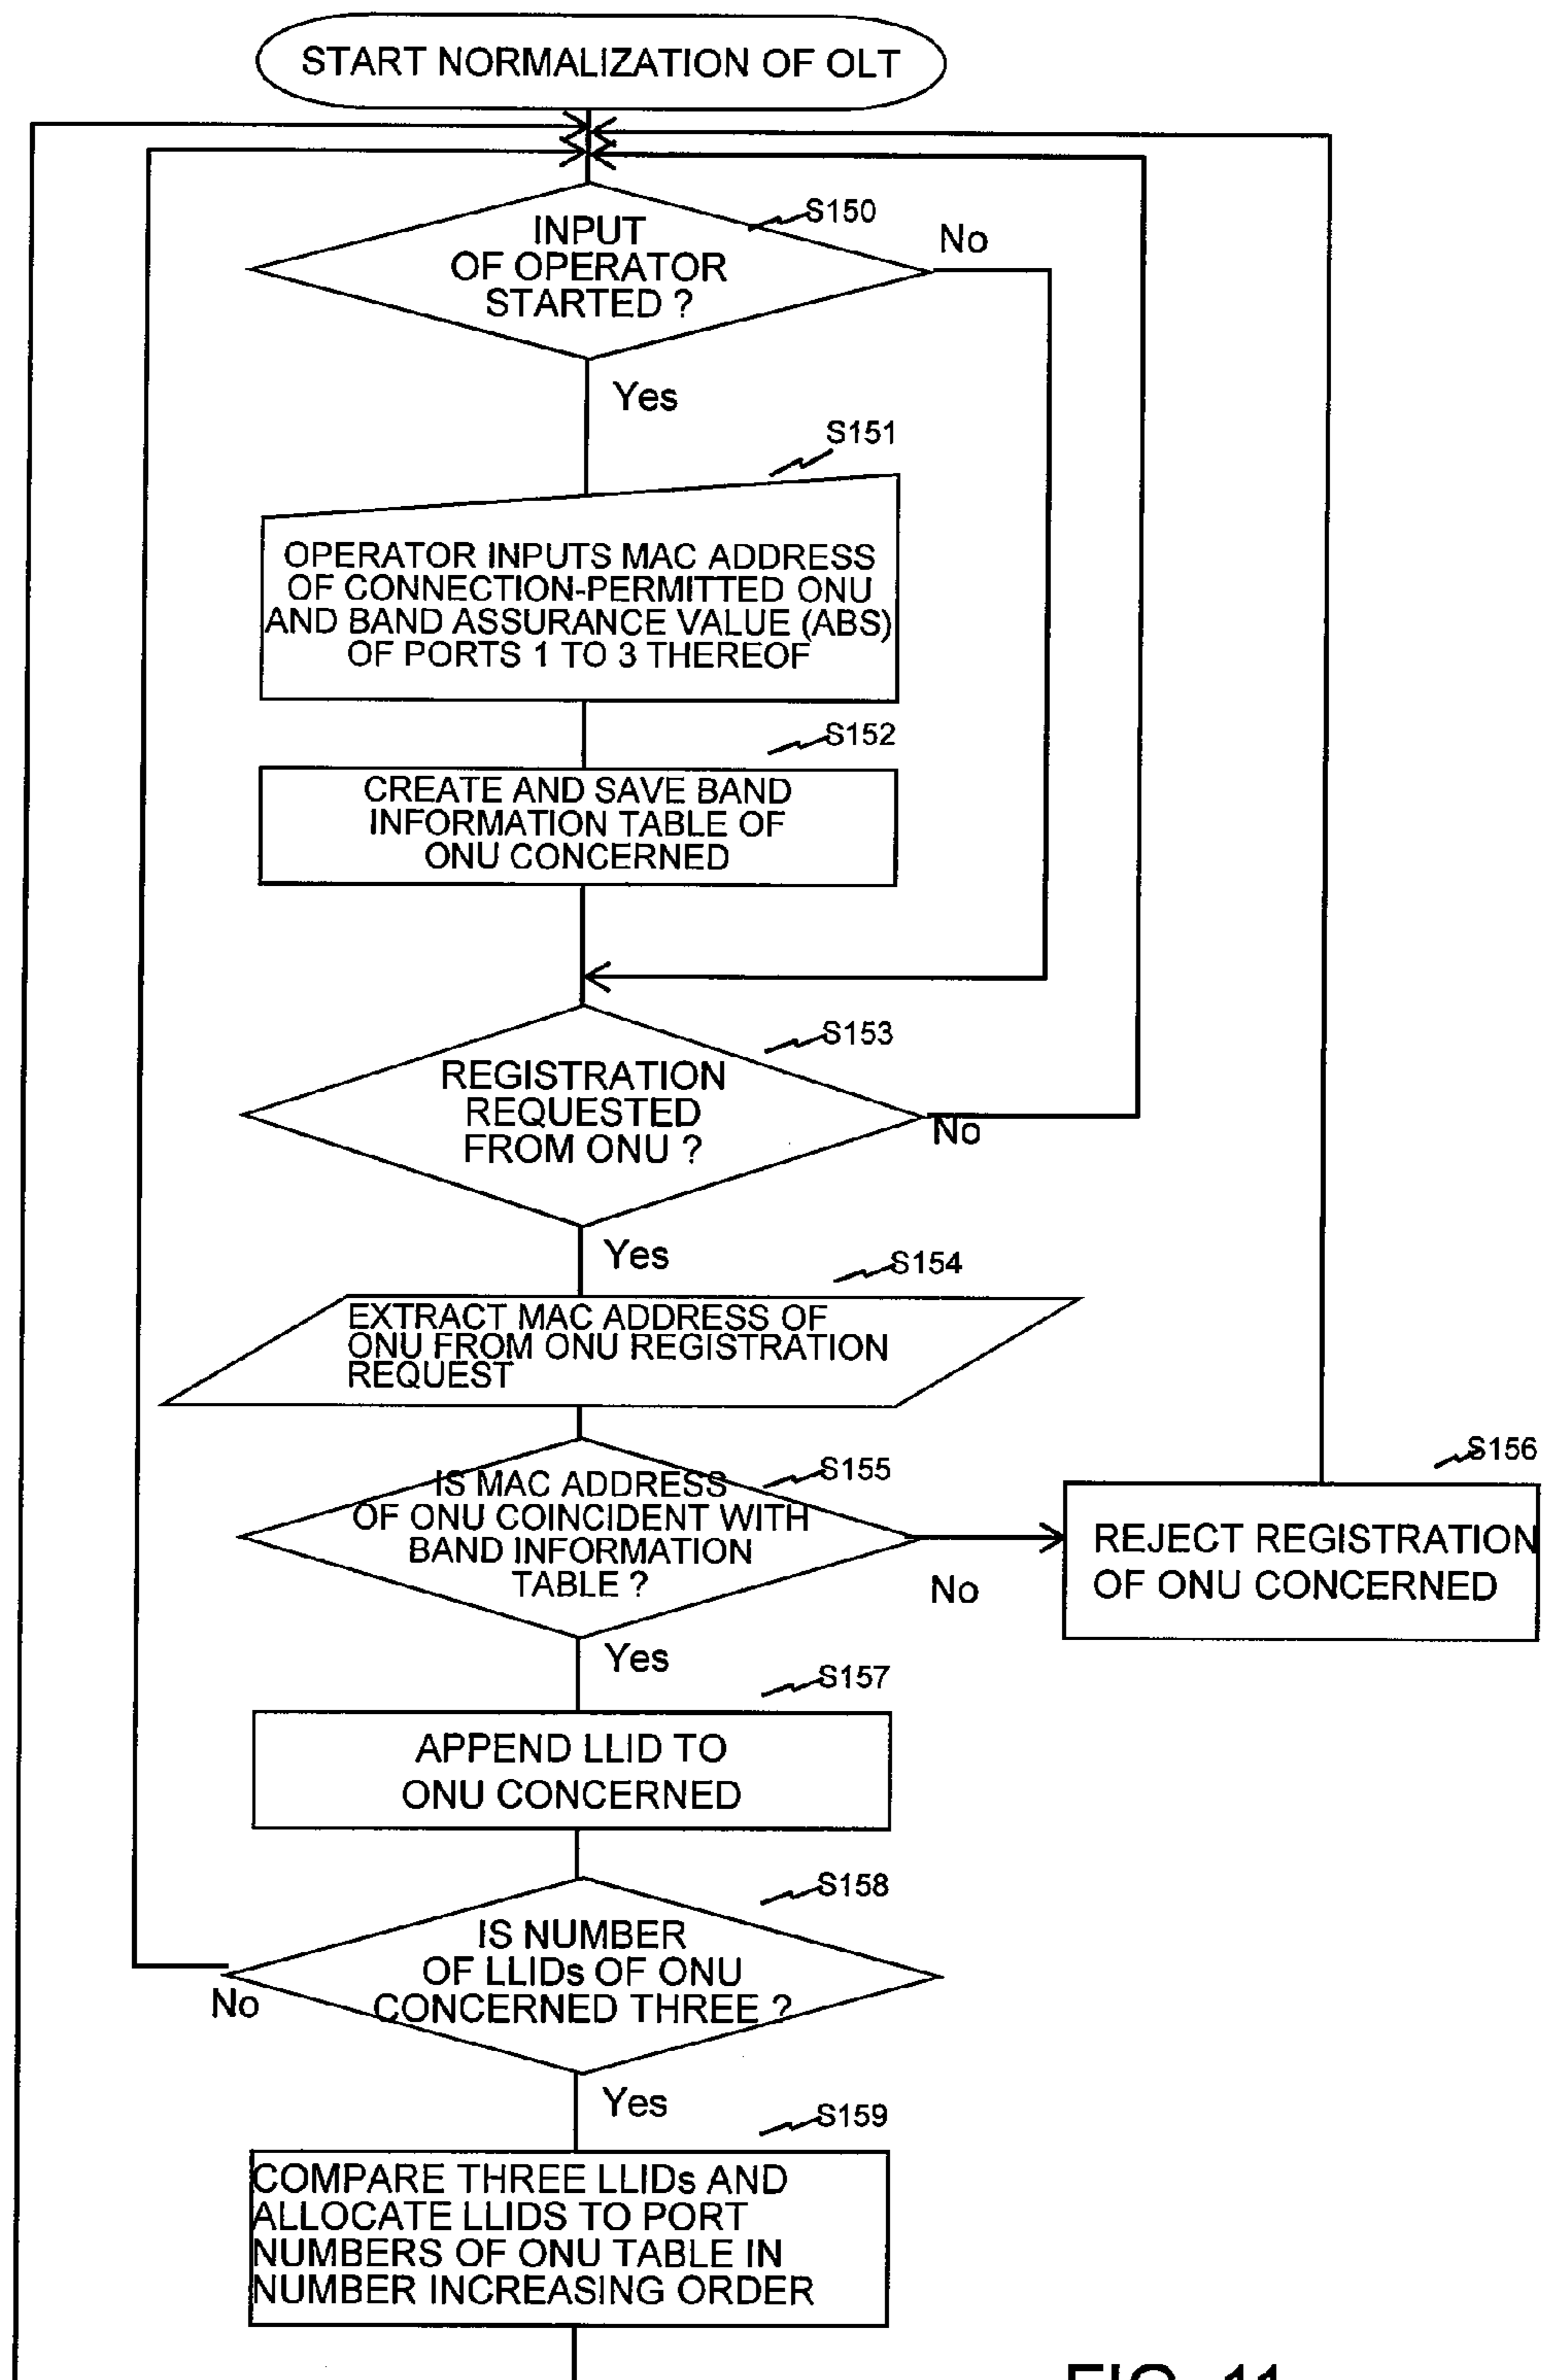 START NORMALIZATION OF OLT
S150
INPUT
OF OPERATOR
STARTED ?
No
Yes
S151
OPERATOR INPUTS MAC ADDRESS
OF CONNECTION-PERMITTED ONU
AND BAND ASSURANCE VALUE (ABS)
OF PORTS 1 TO 3 THEREOF
S152
CREATE AND SAVE BAND
INFORMATION TABLE OF
ONU CONCERNED
S153
REGISTRATION
REQUESTED
FROM ONU ?
No
Yes
S154
EXTRACT MAC ADDRESS OF
ONU FROM ONU REGISTRATION
REQUEST
S155
IS MAC ADDRESS
OF ONU COINCIDENT WITH
BAND INFORMATION
TABLE ?
No
S156
REJECT REGISTRATION
OF ONU CONCERNED
Yes
S157
APPEND LLID TO
ONU CONCERNED
S158
IS NUMBER
OF LLIDs OF ONU
CONCERNED THREE ?
No
Yes
S159
COMPARE THREE LLIDs AND
ALLOCATE LLIDS TO PORT
NUMBERS OF ONU TABLE IN
NUMBER INCREASING ORDER
FIG. 11